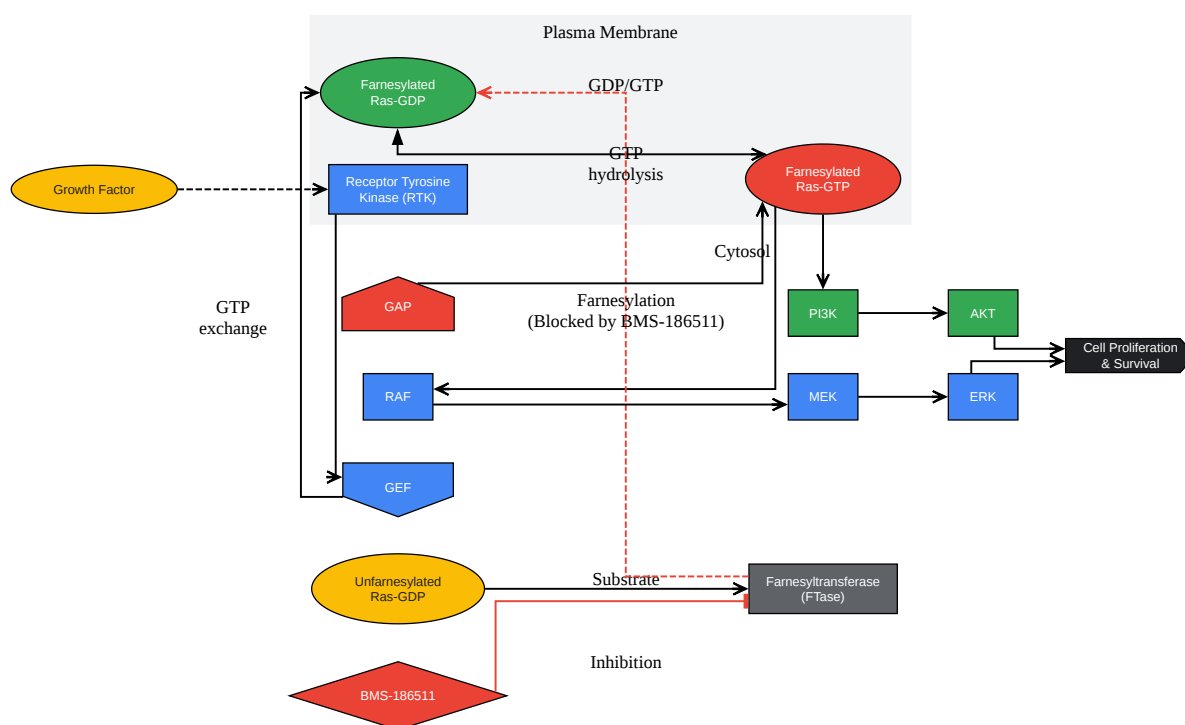 Plasma Membrane
Farnesylated
Ras-GDP
GDP/GTP
GTP
hydrolysis
Farnesylated
Ras-GTP
Growth Factor
Receptor Tyrosine
Kinase (RTK)
Cytosol
GTP
exchange
GAP
Farnesylation
(Blocked by BMS-186511)
PI3K
AKT
Cell Proliferation
& Survival
RAF
MEK
ERK
GEF
Unfarnesylated
Ras-GDP
Substrate
Farnesyltransferase
(FTase)
Inhibition
BMS-186511